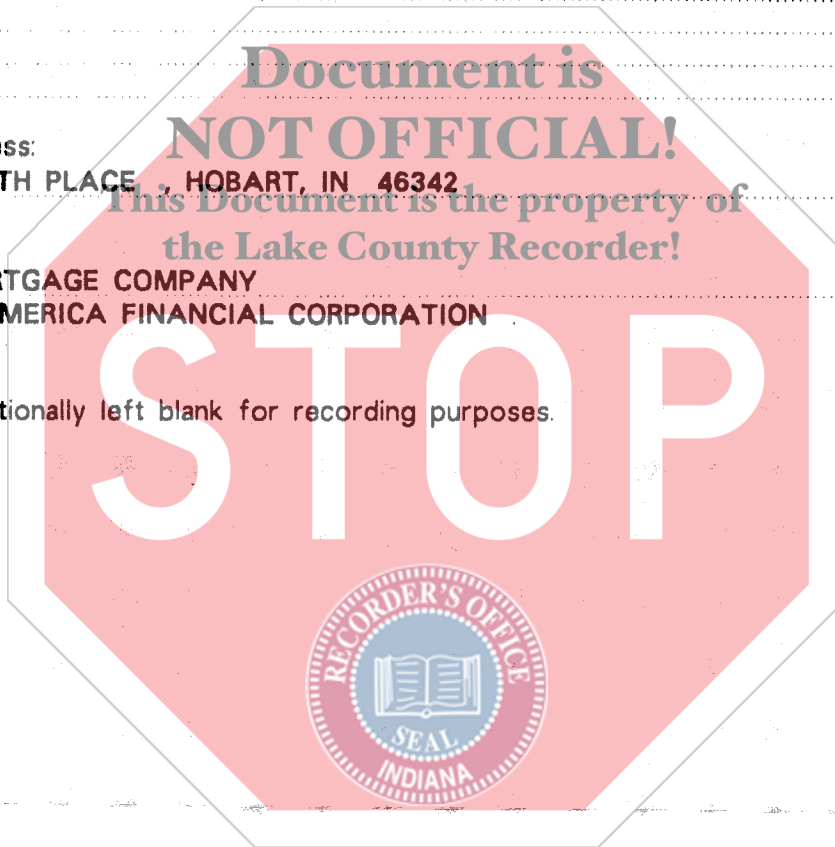 Document is
NOT OFFICIAL!
ess:
TH PLACE , HOBART, IN 46342
This Document is the property of
the Lake County Recorder!
RTGAGE COMPANY
MERICA FINANCIAL CORPORATION
tionally left blank for recording purposes.
STOP
RECORDER'S OFFICE
SEAL
INDIANA